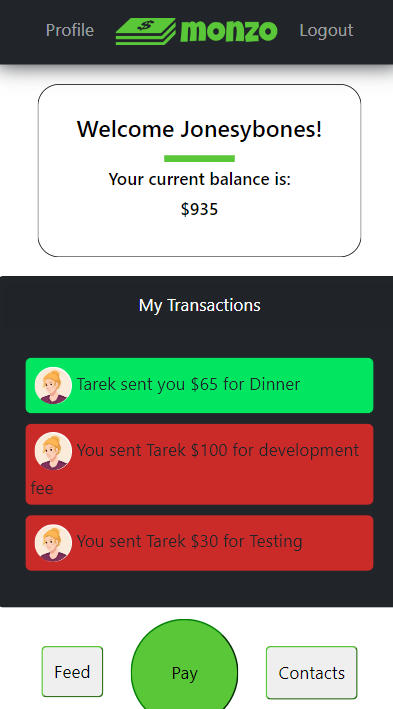 Profile monzo Logout
Welcome Jonesybones!
Your current balance is:
$935
My Transactions
Tarek sent you $65 for Dinner
You sent Tarek $100 for development
fee
You sent Tarek $30 for Testing
Feed Pay Contacts